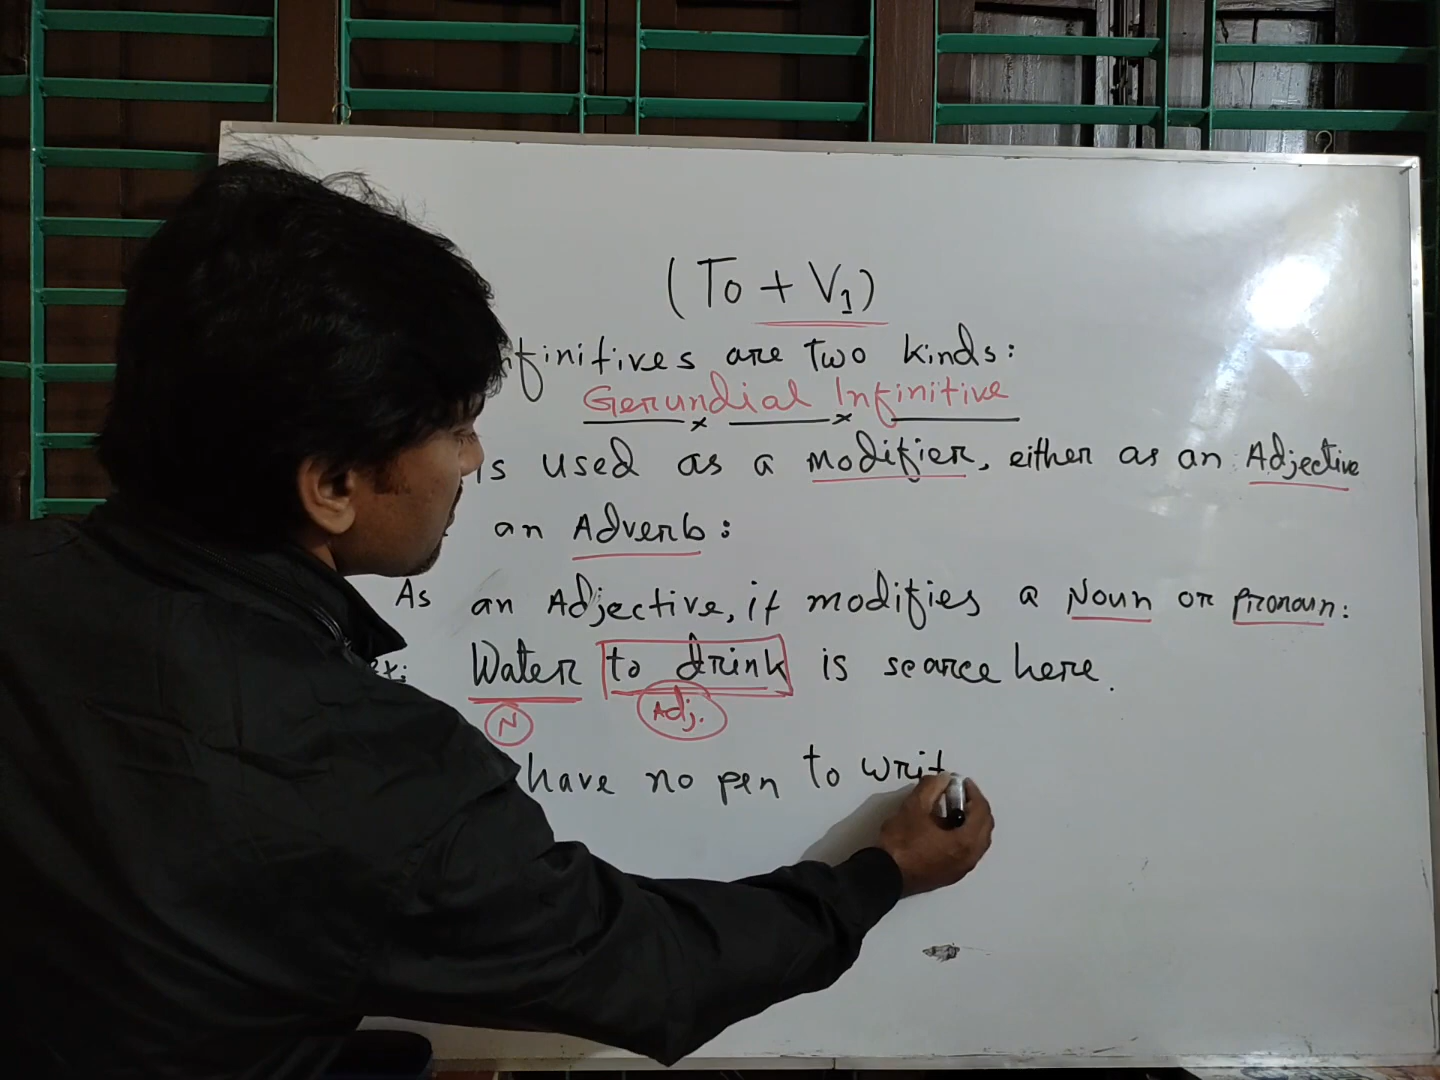 (To + V1)
nfinitives are Two kinds:
Gerundial Infinitive
is used as a modifier, either as an Adjective
an Adverb:
As an Adjective, it modifies a Noun or pronoun:
ex: Water to drink is scarce here.
N Adj.
have no pen to writ